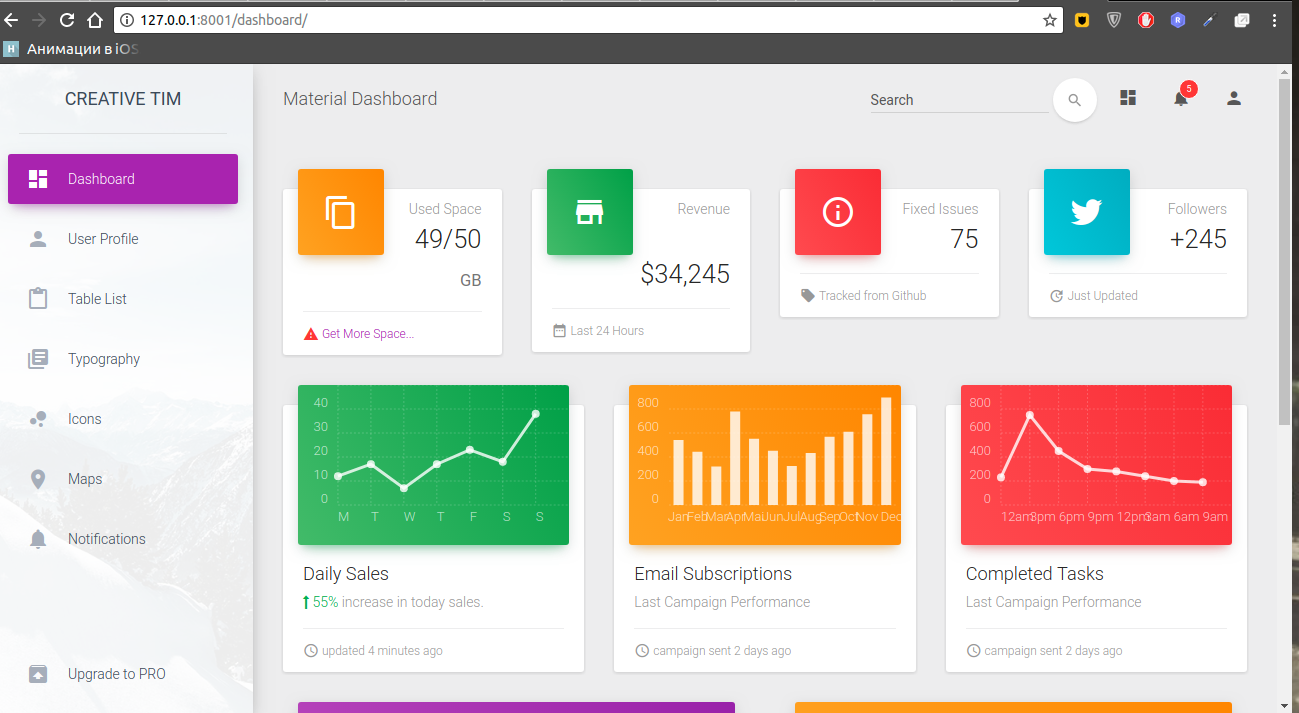 127.0.0.1:8001/dashboard/
H Анимации в iOS
CREATIVE TIM
Material Dashboard
Search
5
Dashboard
User Profile
Table List
Typography
Icons
Maps
Notifications
Upgrade to PRO
Used Space
49/50
GB
Get More Space...
Revenue
$34,245
Last 24 Hours
Fixed Issues
75
Tracked from Github
Followers
+245
Just Updated
40
30
20
10
0
M T W T F S S
Daily Sales
55% increase in today sales.
updated 4 minutes ago
800
600
400
200
0
Jan Feb Mar Apr Mai Jun Jul Aug Sep Oct Nov Dec
Email Subscriptions
Last Campaign Performance
campaign sent 2 days ago
800
600
400
200
0
12am 3pm 6pm 9pm 12pm 3am 6am 9am
Completed Tasks
Last Campaign Performance
campaign sent 2 days ago